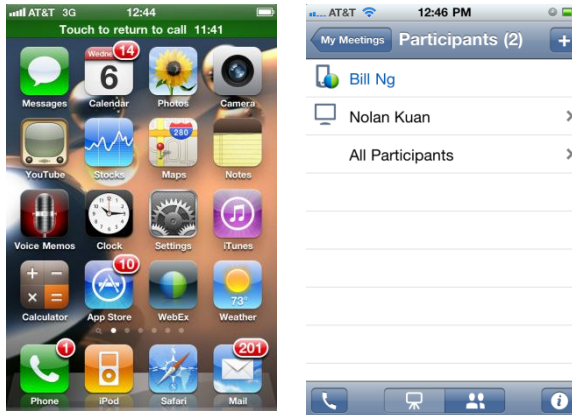 AT&T 3G 12:44
Touch to return to call 11:41
Wednesday 14
6
Messages Calendar Photos Camera
280
YouTube Stocks Maps Notes
Voice Memos Clock Settings iTunes
10
73°
Calculator App Store WebEx Weather
1 201
Phone iPod Safari Mail
AT&T 12:46 PM
My Meetings Participants (2) +
Bill Ng
Nolan Kuan
All Participants